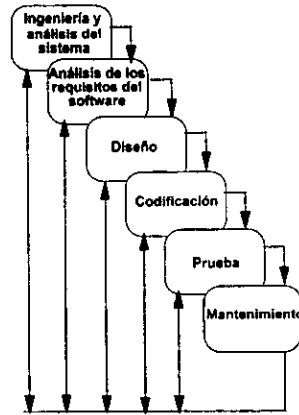 Ingeniería y
análisis del
sistema
Análisis de los
requisitos del
software
Diseño
Codificación
Prueba
Mantenimiento